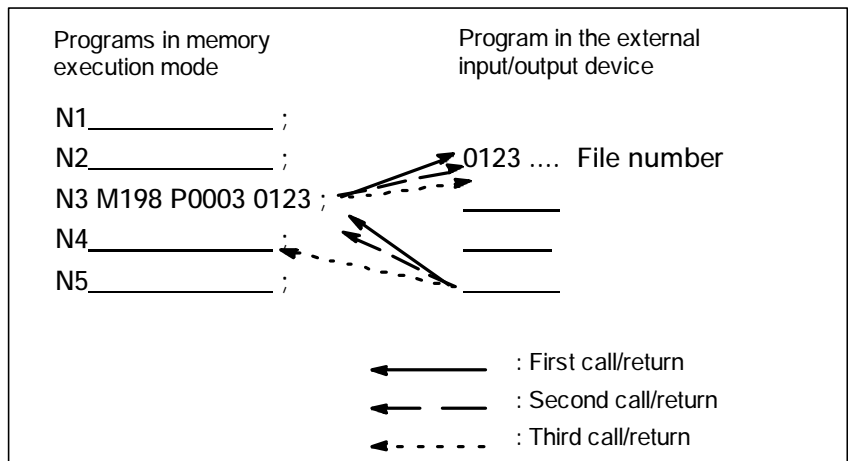 Programs in memory
execution mode
Program in the external
input/output device
N1 ;
N2 ;
0123 .... File number
N3 M198 P0003 0123 ;
N4 ;
N5 ;
: First call/return
: Second call/return
: Third call/return